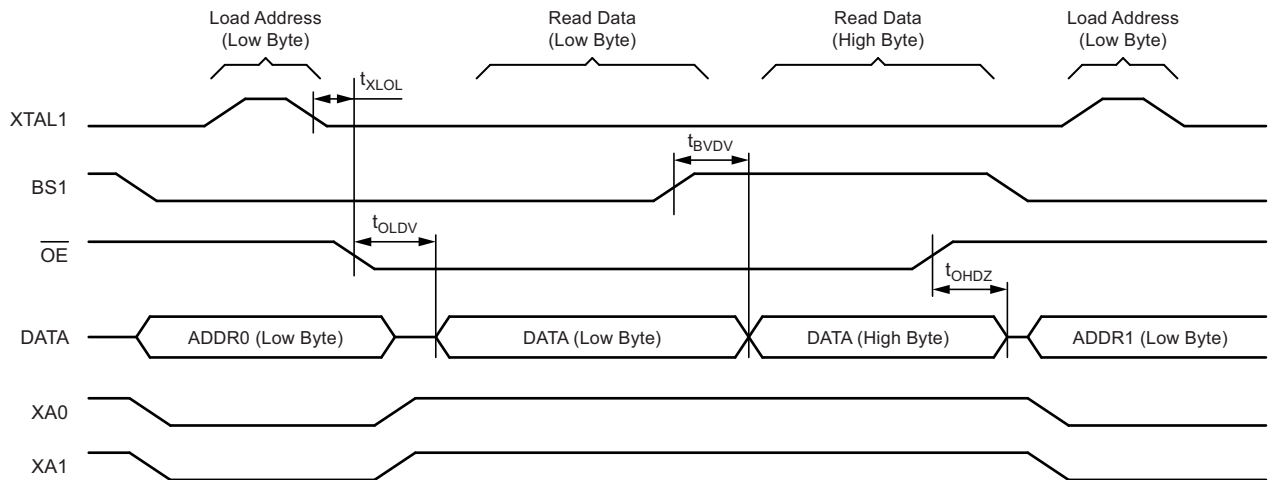 Load Address
(Low Byte)
Read Data
(Low Byte)
Read Data
(High Byte)
Load Address
(Low Byte)
tXLOL
XTAL1
tBVDV
BS1
tOLDV
OE
tOHDZ
DATA
ADDR0 (Low Byte)
DATA (Low Byte)
DATA (High Byte)
ADDR1 (Low Byte)
XA0
XA1